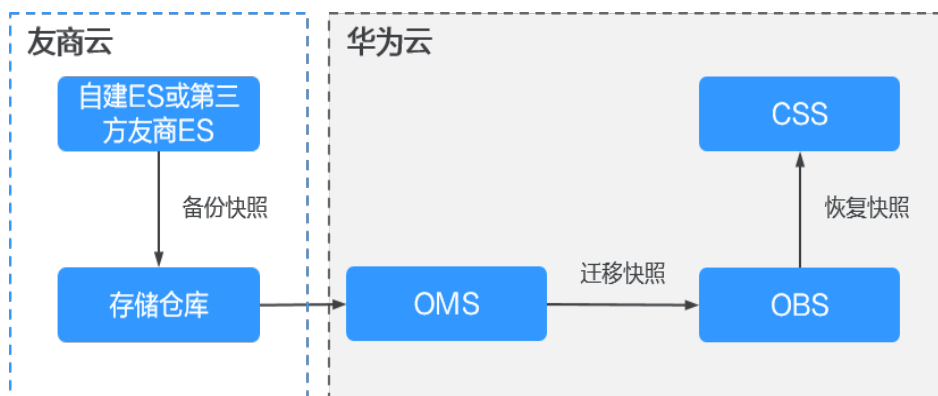 友商云
华为云
自建ES或第三
方友商ES
CSS
备份快照
恢复快照
存储仓库
OMS
迁移快照
OBS